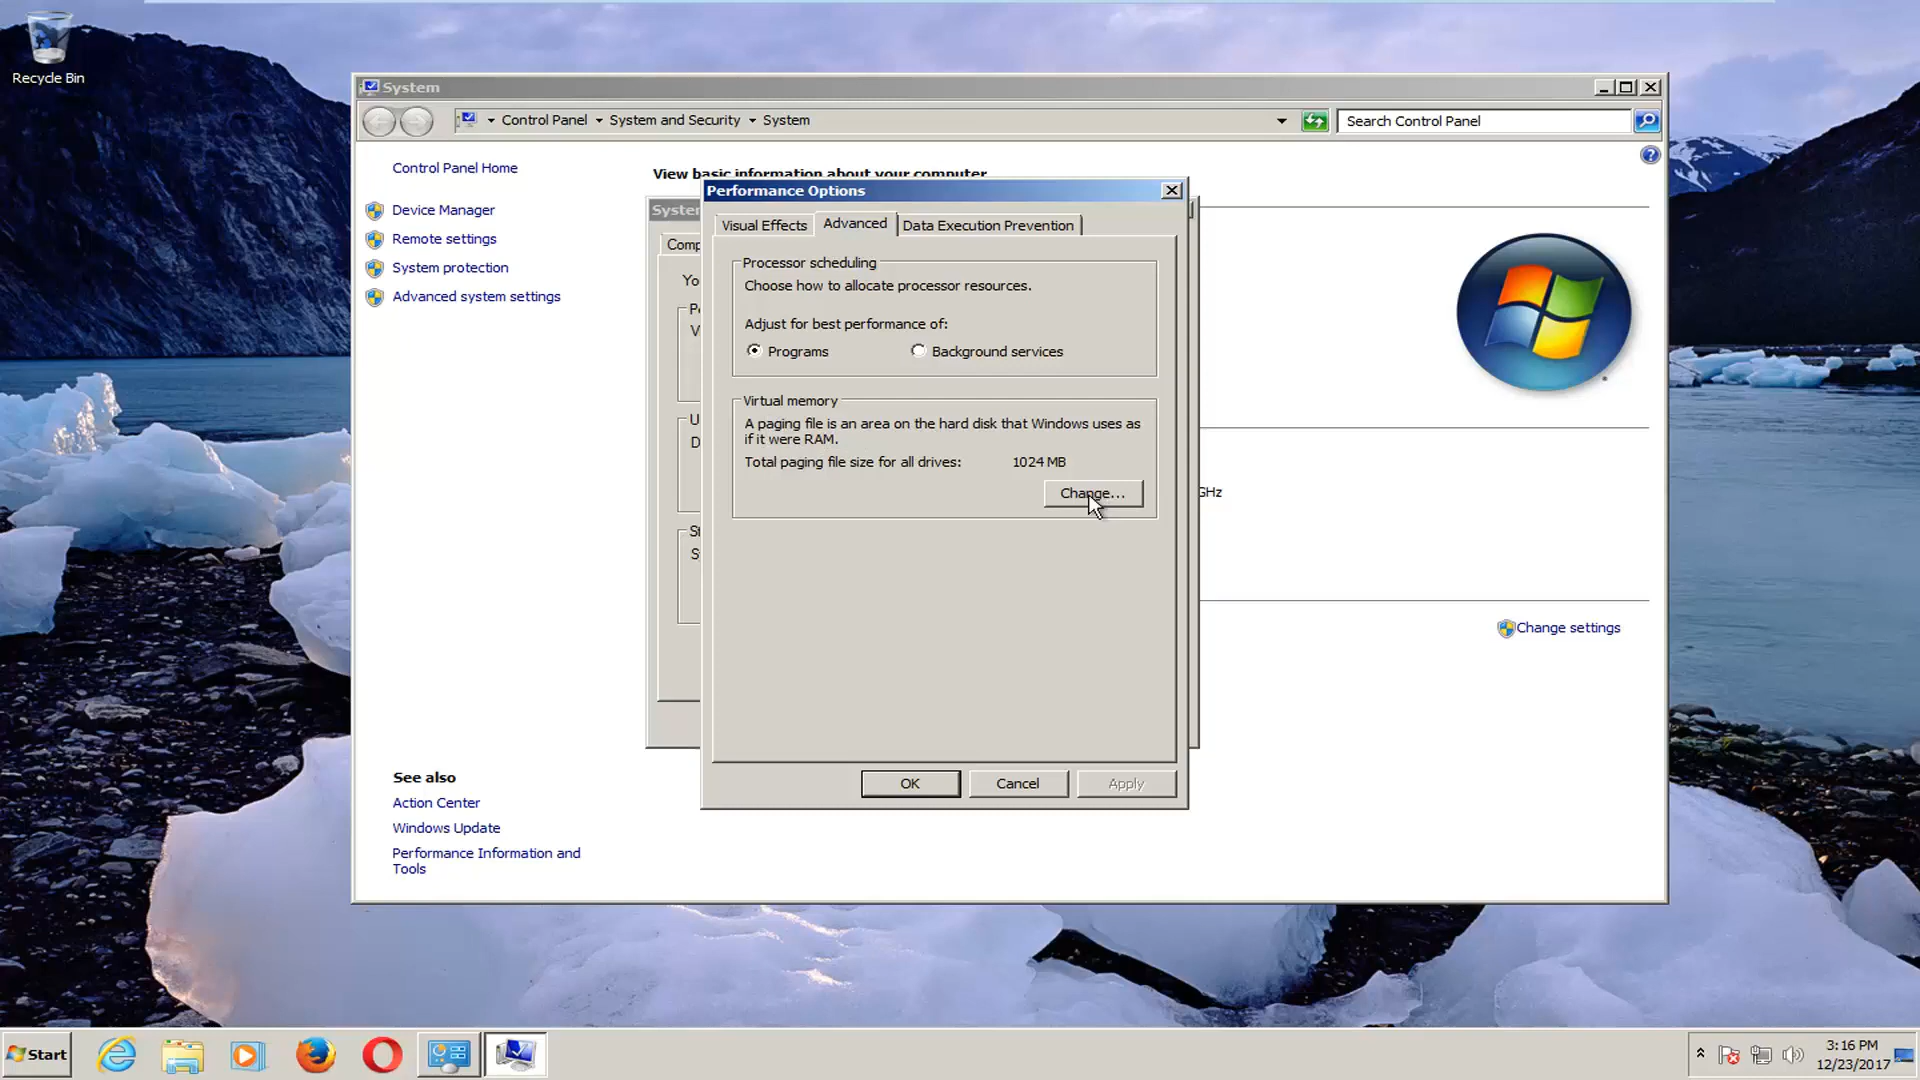 Recycle Bin
System
Control Panel
System and Security
System
Search Control Panel
Control Panel Home
Device Manager
Remote settings
System protection
Advanced system settings
See also
Action Center
Windows Update
Performance Information and
Tools
View basic information about your computer
Performance Options
Visual Effects
Advanced
Data Execution Prevention
Processor scheduling
Choose how to allocate processor resources.
Adjust for best performance of:
Programs
Background services
Virtual memory
A paging file is an area on the hard disk that Windows uses as
if it were RAM.
Total paging file size for all drives: 1024 MB
Change...
OK
Cancel
Apply
GHz
Change settings
Start
3:16 PM
12/23/2017